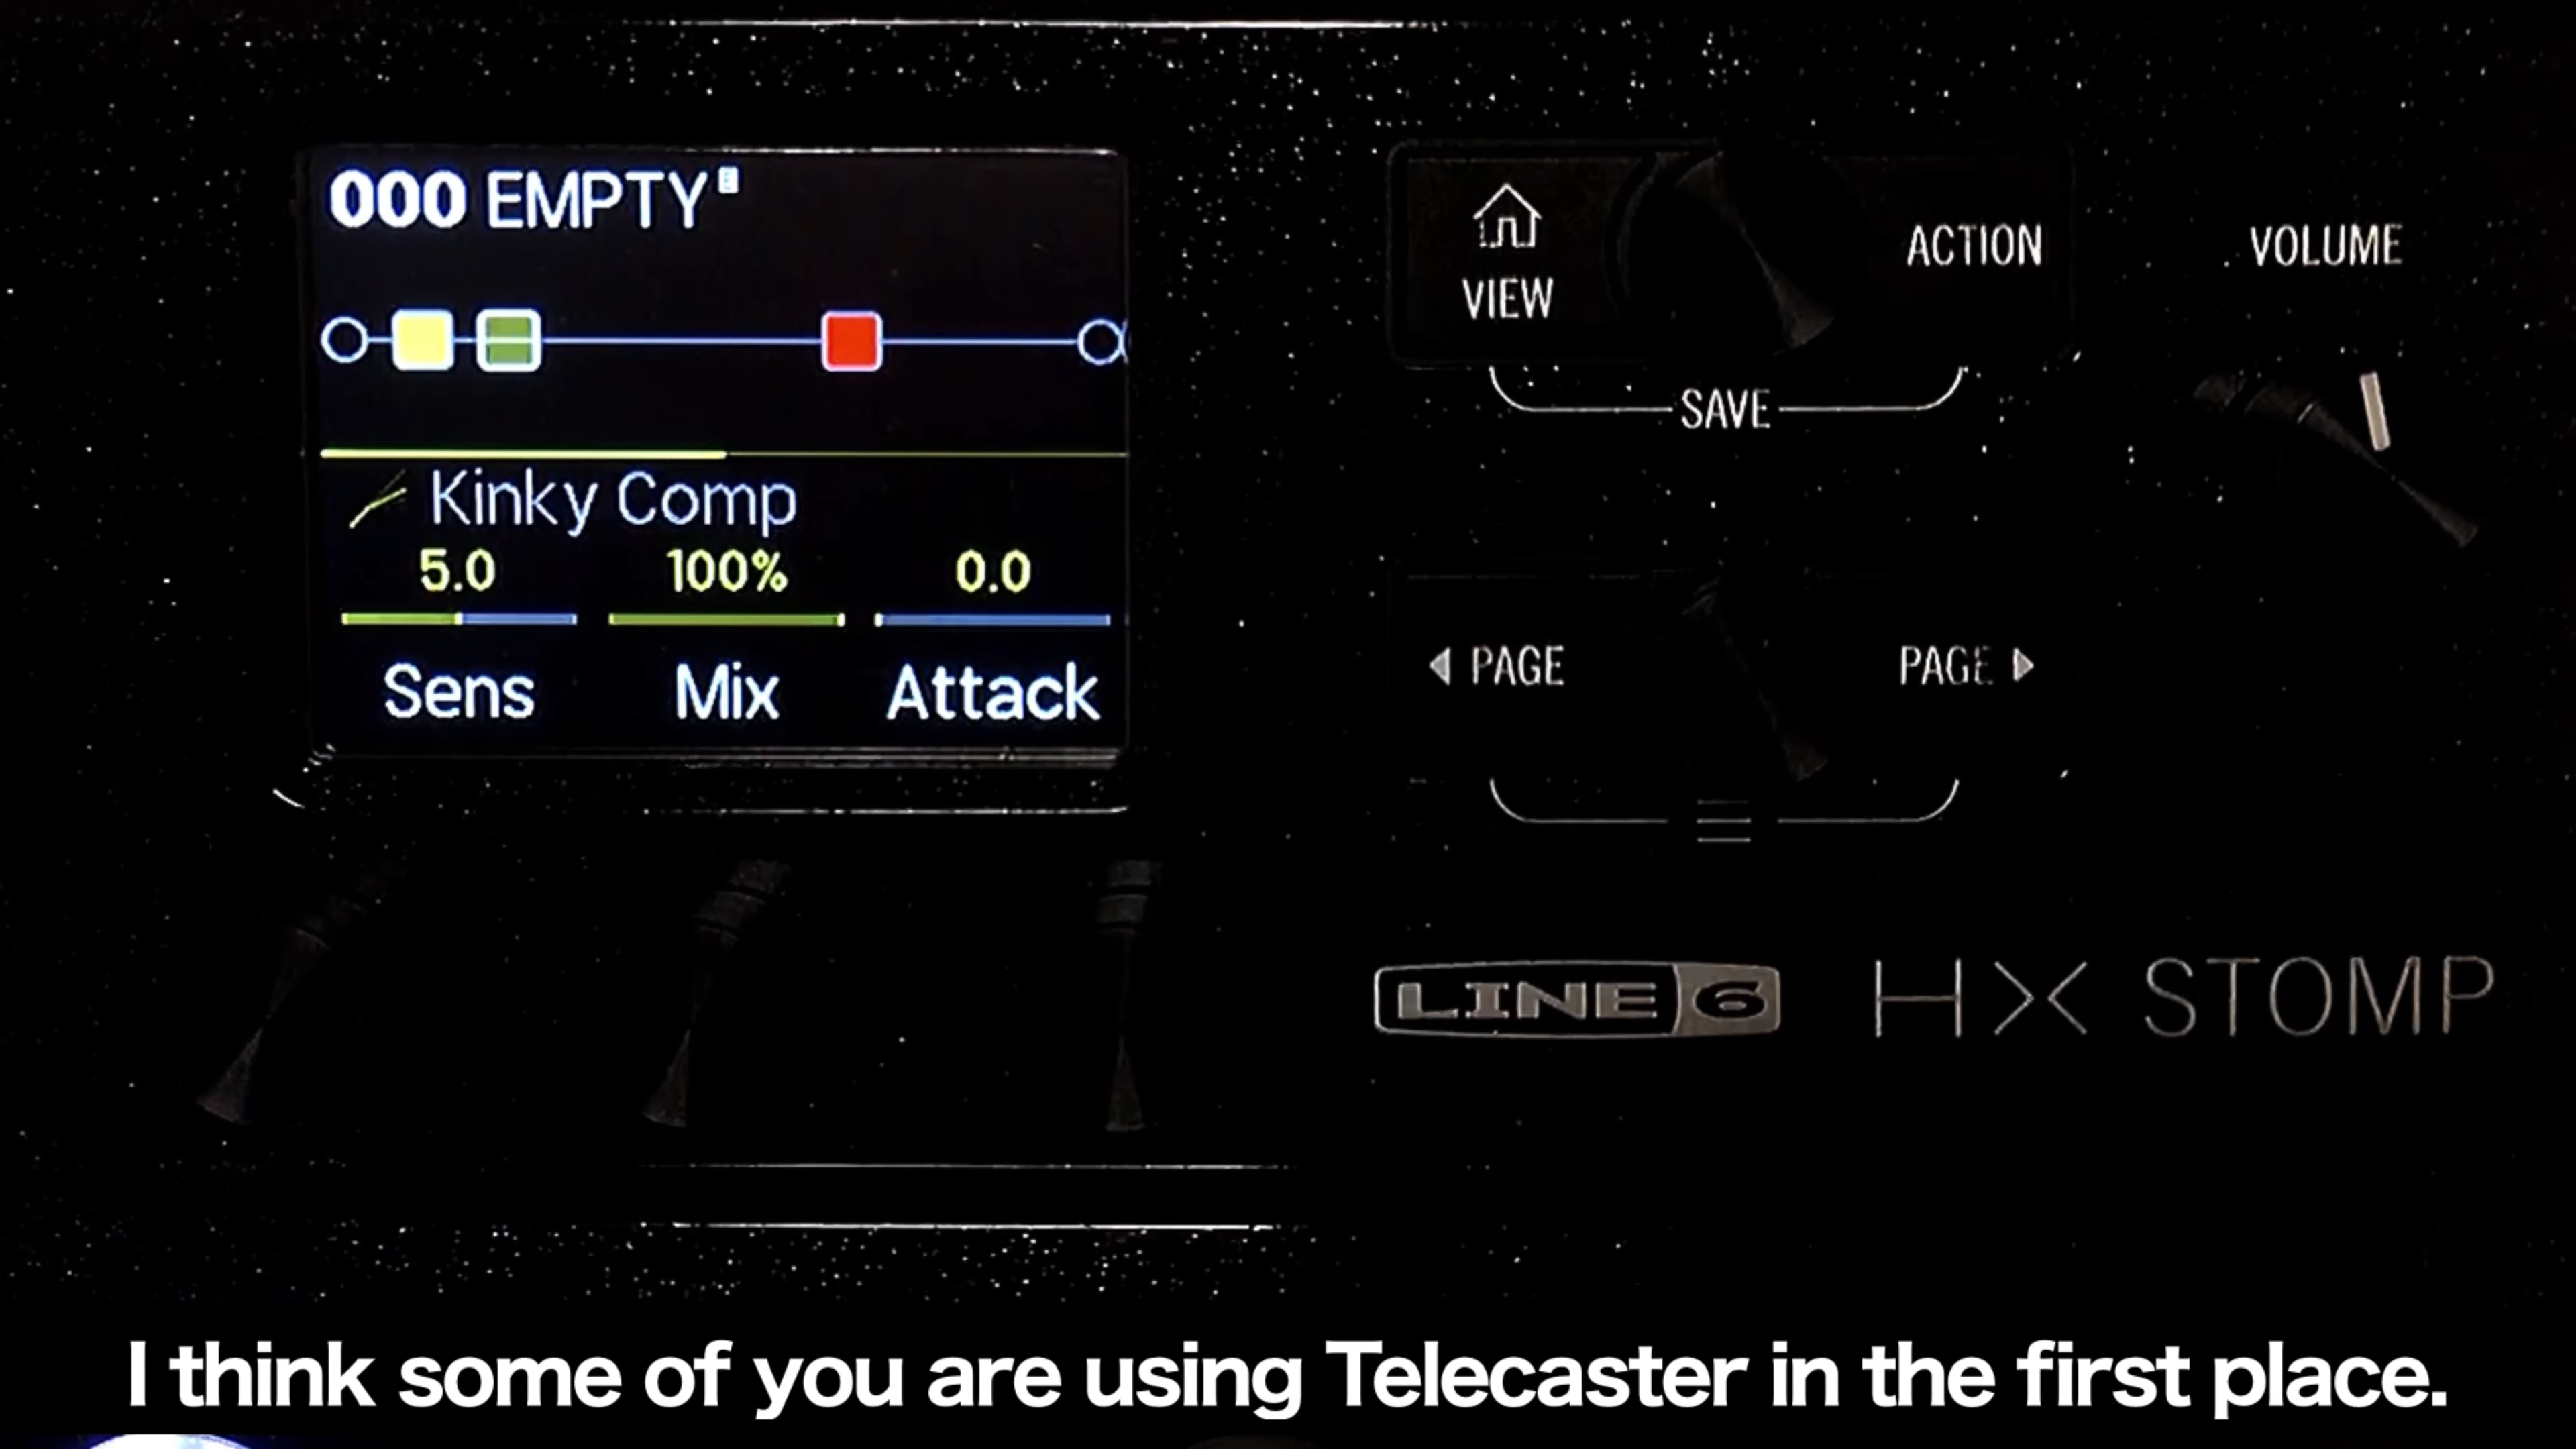 000 EMPTY
Kinky Comp
5.0 100% 0.0
Sens Mix Attack
VIEW
ACTION
SAVE
VOLUME
PAGE
PAGE
LINE 6 HX STOMP
I think some of you are using Telecaster in the first place.